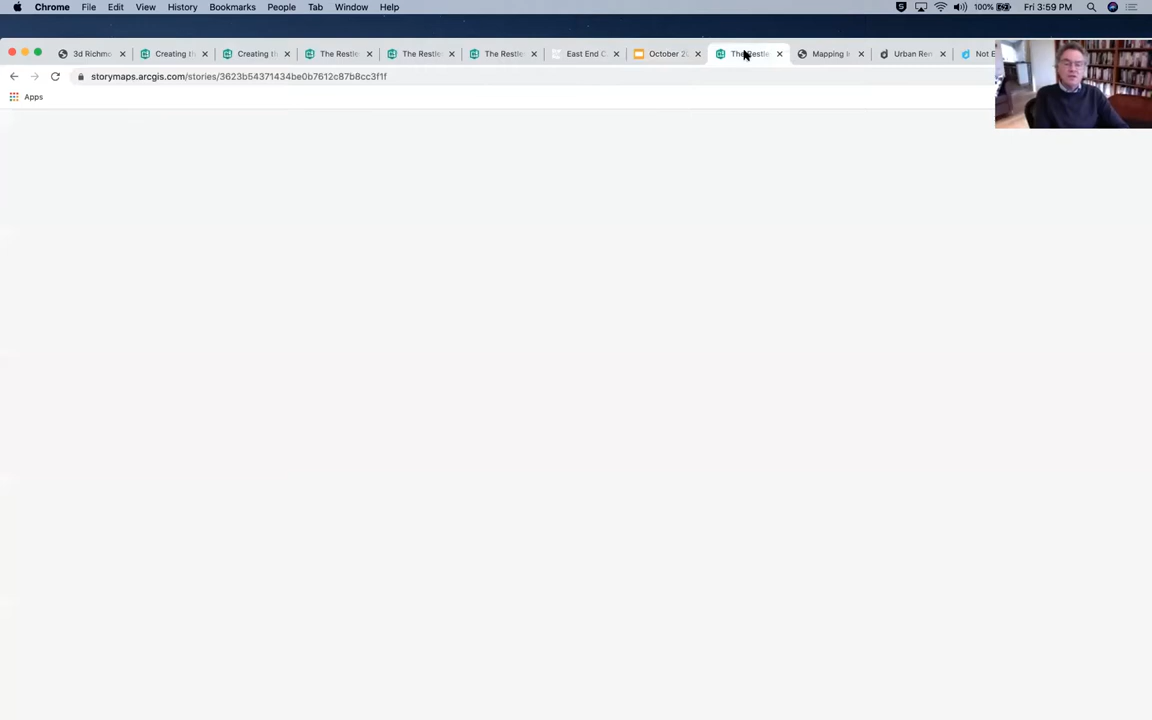 Chrome File Edit View History Bookmarks People Tab Window Help 100% Fri 3:59 PM
3d Richmo Creating th Creating th The Restle The Restle The Restle East End C October 2 The Restle Mapping I Urban Ren Not E
storymaps.arcgis.com/stories/3623b54371434be0b7612c87b8cc3f1f
Apps